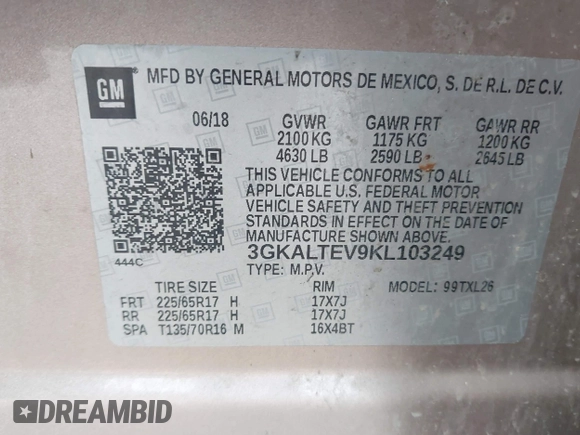 GM
MFD BY GENERAL MOTORS DE MEXICO, S. DE R.L. DE C.V.
06/18 GVWR GAWR FRT GAWR RR
2100 KG 1175 KG 1200 KG
4630 LB 2590 LB 2645 LB
THIS VEHICLE CONFORMS TO ALL
APPLICABLE U.S. FEDERAL MOTOR
VEHICLE SAFETY AND THEFT PREVENTION
STANDARDS IN EFFECT ON THE DATE OF
MANUFACTURE SHOWN ABOVE.
444C 3GKALTEV9KL103249
TYPE: M.P.V.
TIRE SIZE RIM MODEL: 99TXL26
FRT 225/65R17 H 17X7J
RR 225/65R17 H 17X7J
SPA T135/70R16 M 16X4BT
DREAMBID